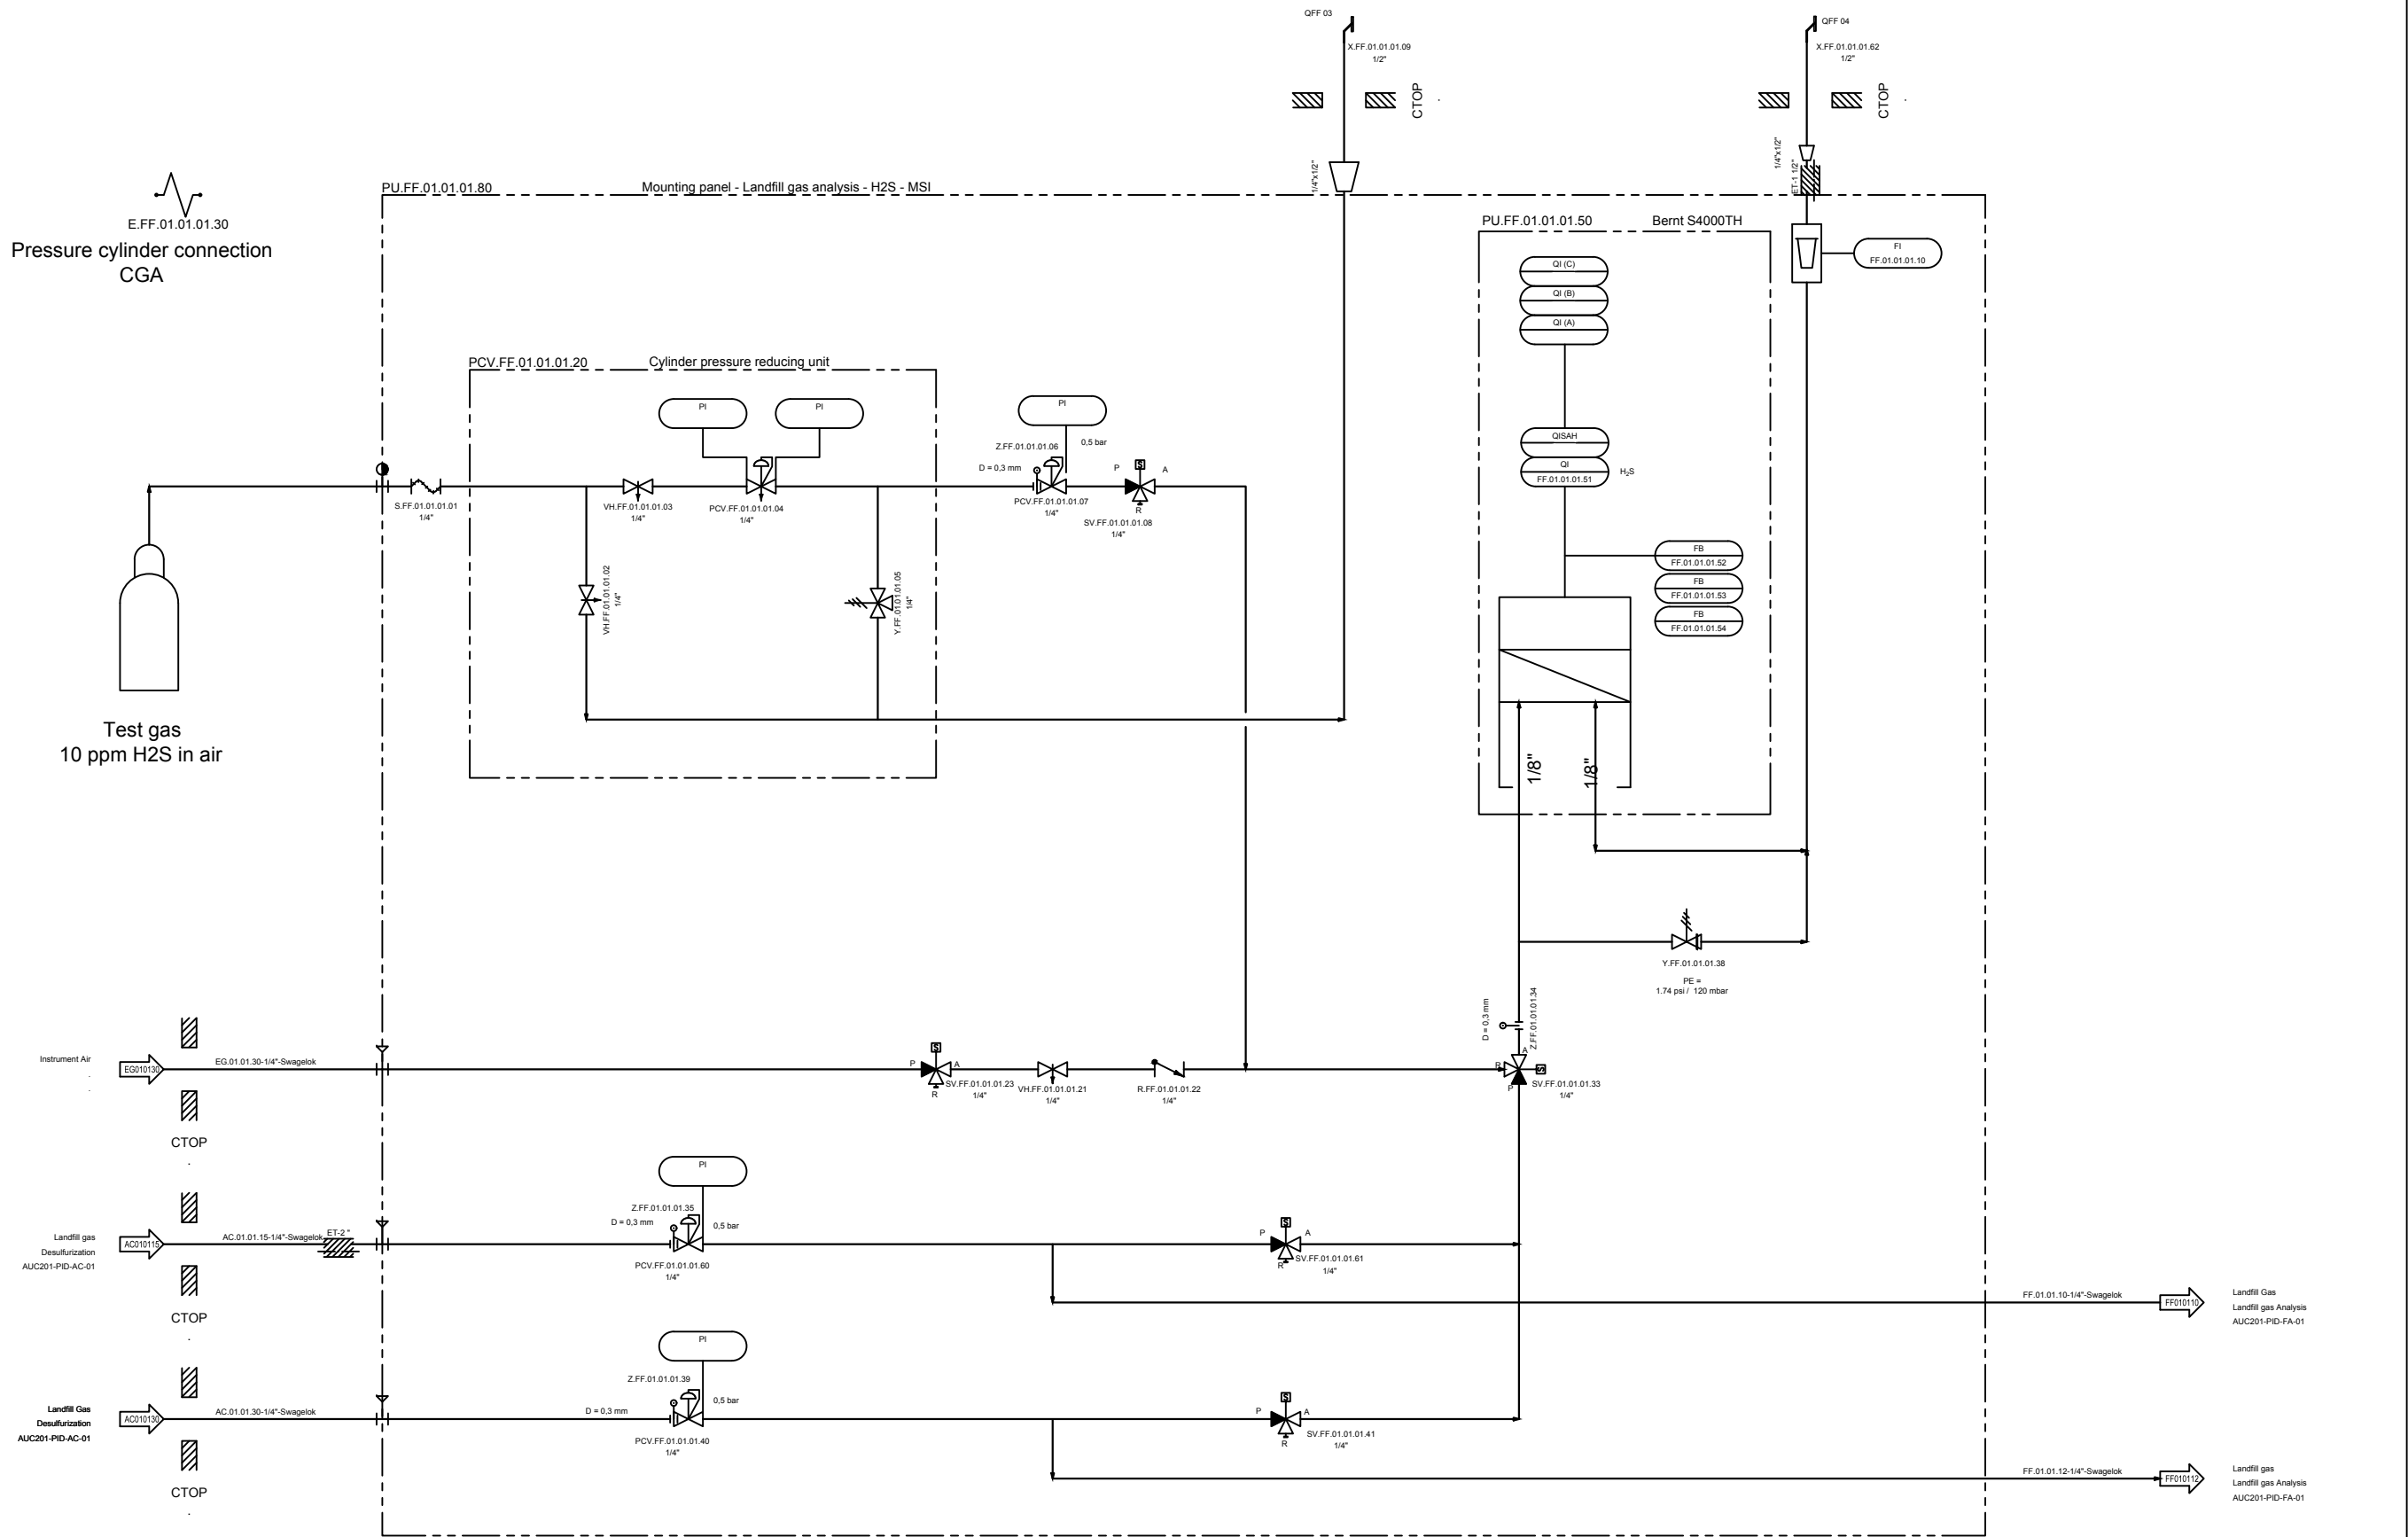 QFF 03
X.FF.01.01.01.09
1/2"
CTOP
.
1/4"x1/2"
QFF 04
X.FF.01.01.01.62
1/2"
CTOP
.
1/4"x1/2"
ET-1 1/2"
E.FF.01.01.01.30
Pressure cylinder connection
CGA
PU.FF.01.01.01.80
Mounting panel - Landfill gas analysis - H2S - MSI
PU.FF.01.01.01.50
Bernt S4000TH
FI
FF.01.01.01.10
QI (C)
QI (B)
QI (A)
QISAH
QI
FF.01.01.01.51
H2S
FB
FF.01.01.01.52
FB
FF.01.01.01.53
FB
FF.01.01.01.54
1/8"
1/8"
PCV.FF.01.01.01.20
Cylinder pressure reducing unit
PI
PI
PI
Z.FF.01.01.01.06
0,5 bar
D = 0,3 mm
P
S
A
R
S.FF.01.01.01.01
1/4"
VH.FF.01.01.01.03
1/4"
PCV.FF.01.01.01.04
1/4"
PCV.FF.01.01.01.07
1/4"
SV.FF.01.01.01.08
1/4"
VH.FF.01.01.01.02
1/4"
Y.FF.01.01.01.05
1/4"
Test gas
10 ppm H2S in air
Y.FF.01.01.01.38
PE =
1.74 psi / 120 mbar
D = 0,3 mm
Z.FF.01.01.01.34
Instrument Air
.
.
EG010130
EG.01.01.30-1/4"-Swagelok
P
S
A
R
SV.FF.01.01.01.23
1/4"
VH.FF.01.01.01.21
1/4"
R.FF.01.01.01.22
1/4"
R
A
P
S
SV.FF.01.01.01.33
1/4"
CTOP
.
PI
Z.FF.01.01.01.35
D = 0,3 mm
0,5 bar
Landfill gas
Desulfurization
AUC201-PID-AC-01
AC010115
AC.01.01.15-1/4"-Swagelok
ET-2 "
PCV.FF.01.01.01.60
1/4"
P
S
A
R
SV.FF.01.01.01.61
1/4"
CTOP
.
FF.01.01.10-1/4"-Swagelok
FF010110
Landfill Gas
Landfill gas Analysis
AUC201-PID-FA-01
PI
Z.FF.01.01.01.39
D = 0,3 mm
0,5 bar
Landfill Gas
Desulfurization
AUC201-PID-AC-01
AC010130
AC.01.01.30-1/4"-Swagelok
PCV.FF.01.01.01.40
1/4"
P
S
A
R
SV.FF.01.01.01.41
1/4"
CTOP
.
FF.01.01.12-1/4"-Swagelok
FF010112
Landfill gas
Landfill gas Analysis
AUC201-PID-FA-01